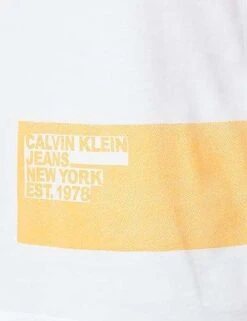 CALVIN KLEIN
JEANS
NEW YORK
EST. 1978